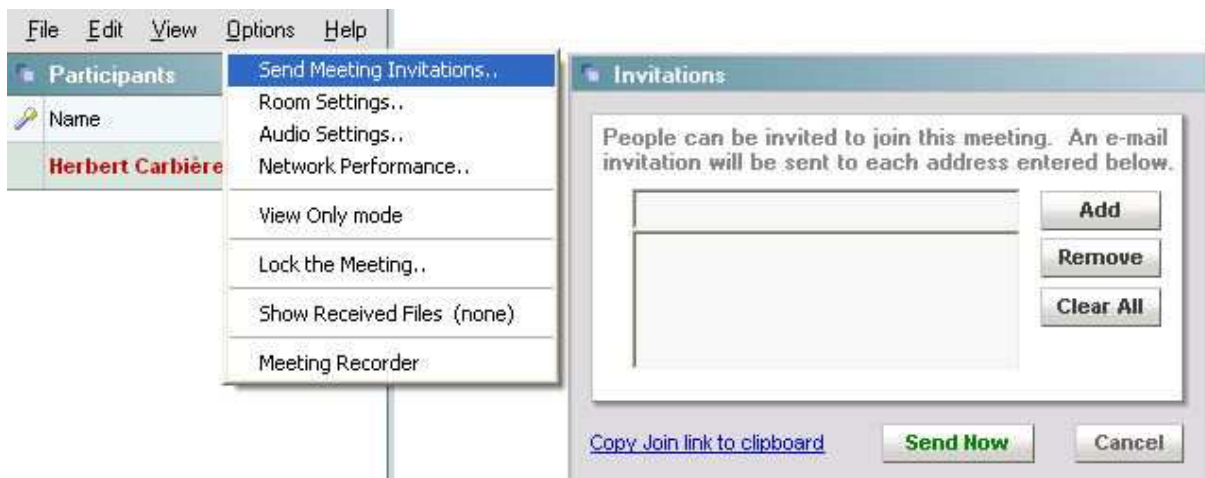 File Edit View Options Help
Participants
Name
Herbert Carbière
Send Meeting Invitations..
Room Settings..
Audio Settings..
Network Performance..
View Only mode
Lock the Meeting..
Show Received Files (none)
Meeting Recorder
Invitations
People can be invited to join this meeting. An e-mail
invitation will be sent to each address entered below.
Add
Remove
Clear All
Copy Join link to clipboard
Send Now
Cancel